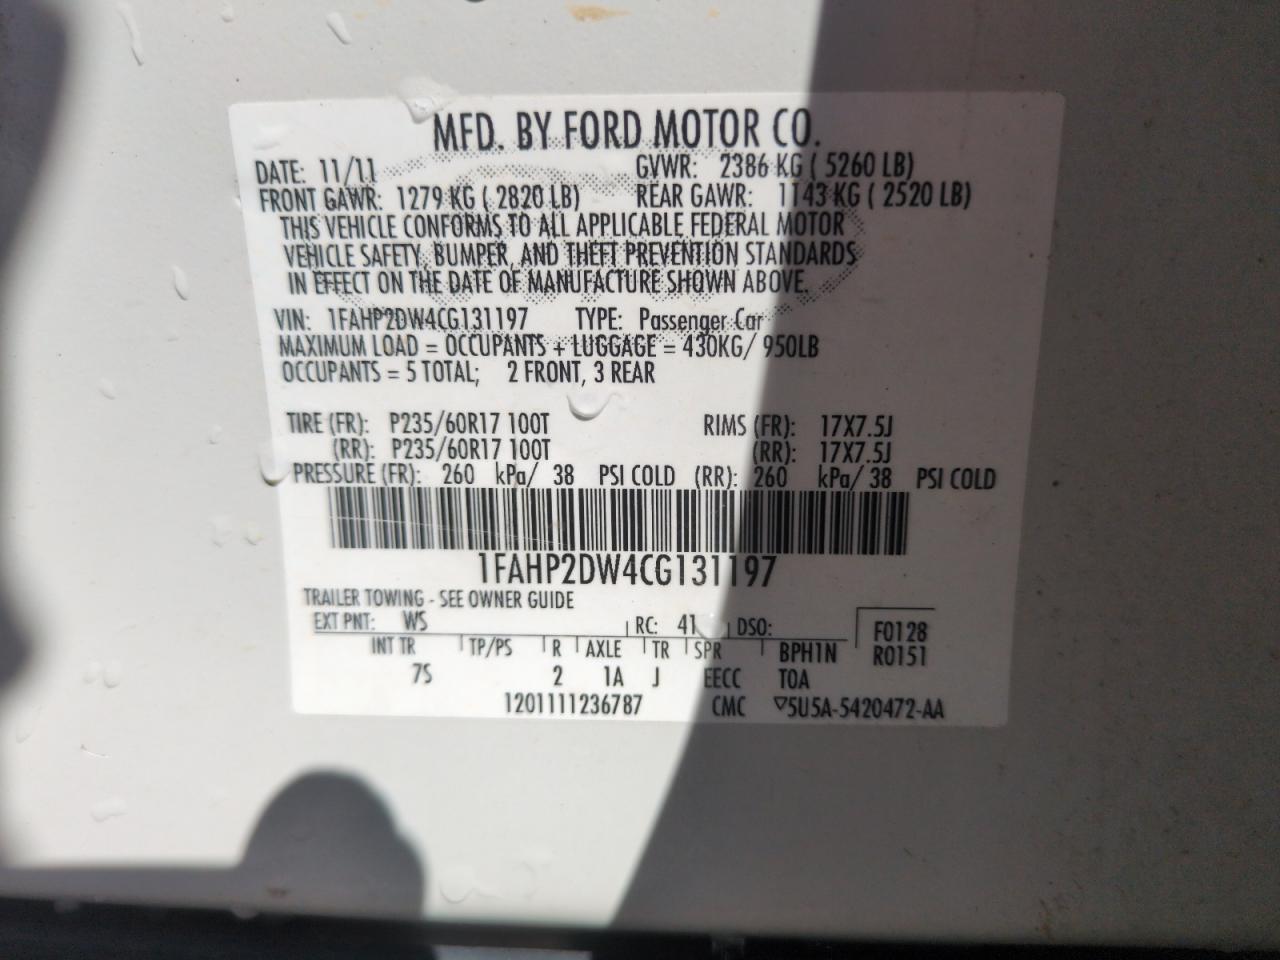 MFD. BY FORD MOTOR CO.
DATE: 11/11 GVWR: 2386 KG ( 5260 LB)
FRONT GAWR: 1279 KG ( 2820 LB) REAR GAWR: 1143 KG ( 2520 LB)
THIS VEHICLE CONFORMS TO ALL APPLICABLE FEDERAL MOTOR
VEHICLE SAFETY, BUMPER, AND THEFT PREVENTION STANDARDS
IN EFFECT ON THE DATE OF MANUFACTURE SHOWN ABOVE.
VIN: 1FAHP2DW4CG131197 TYPE: Passenger Car
MAXIMUM LOAD = OCCUPANTS + LUGGAGE = 430KG/ 950LB
OCCUPANTS = 5 TOTAL; 2 FRONT, 3 REAR
TIRE (FR): P235/60R17 100T RIMS (FR): 17X7.5J
(RR): P235/60R17 100T (RR): 17X7.5J
PRESSURE (FR): 260 kPa/ 38 PSI COLD (RR): 260 kPa/ 38 PSI COLD
1FAHP2DW4CG131197
TRAILER TOWING - SEE OWNER GUIDE
EXT PNT: WS RC: 41 DSO: F0128
INT TR TP/PS R AXLE TR SPR BPH1N R0151
7S 2 1A J EECC TOA
1201111236787 CMC ▽5U5A-5420472-AA